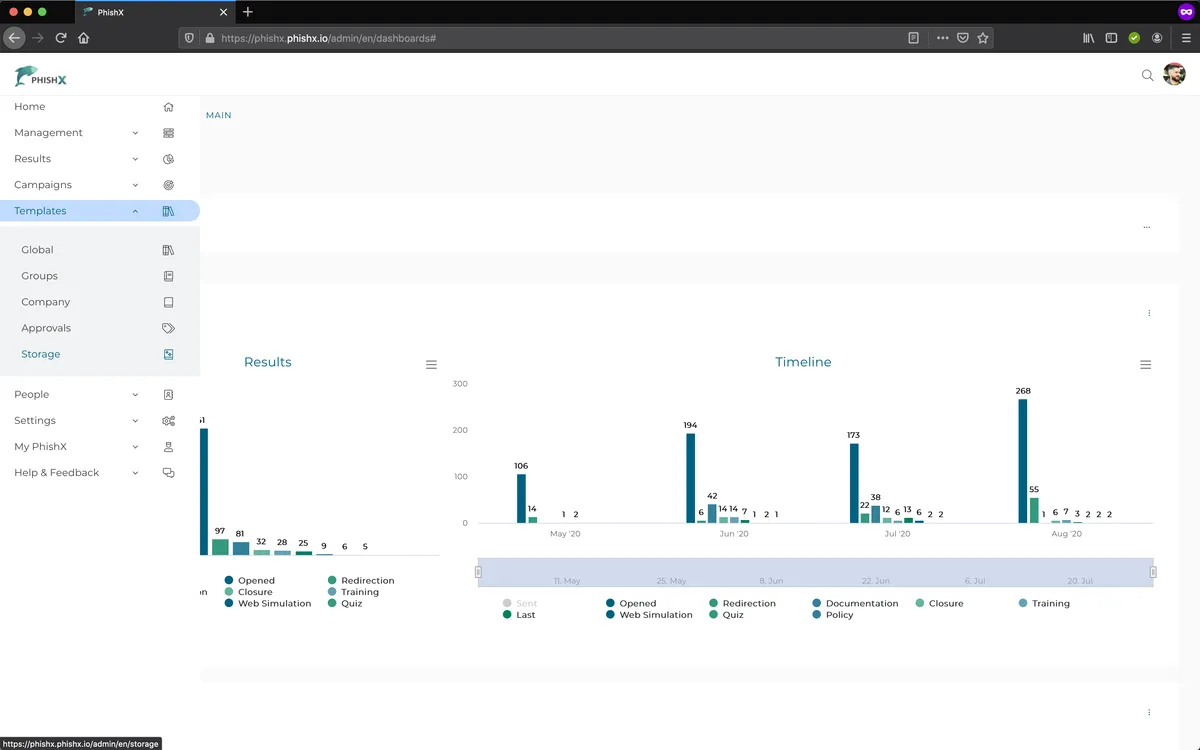 PhishX
https://phishx.phishx.io/admin/en/dashboards#
PHISHX
Home
Management
Results
Campaigns
Templates
Global
Groups
Company
Approvals
Storage
People
Settings
My PhishX
Help & Feedback
MAIN
Results
97
81
32
28
25
9
6
5
Opened
Redirection
Closure
Training
Web Simulation
Quiz
Timeline
300
200
100
0
106
14
1
2
194
6
42
14
14
7
1
2
1
173
22
38
12
6
13
6
2
2
268
55
1
6
7
3
2
2
2
May '20
Jun '20
Jul '20
Aug '20
11. May
25. May
8. Jun
22. Jun
6. Jul
20. Jul
Sent
Opened
Redirection
Documentation
Closure
Training
Last
Web Simulation
Quiz
Policy
https://phishx.phishx.io/admin/en/storage